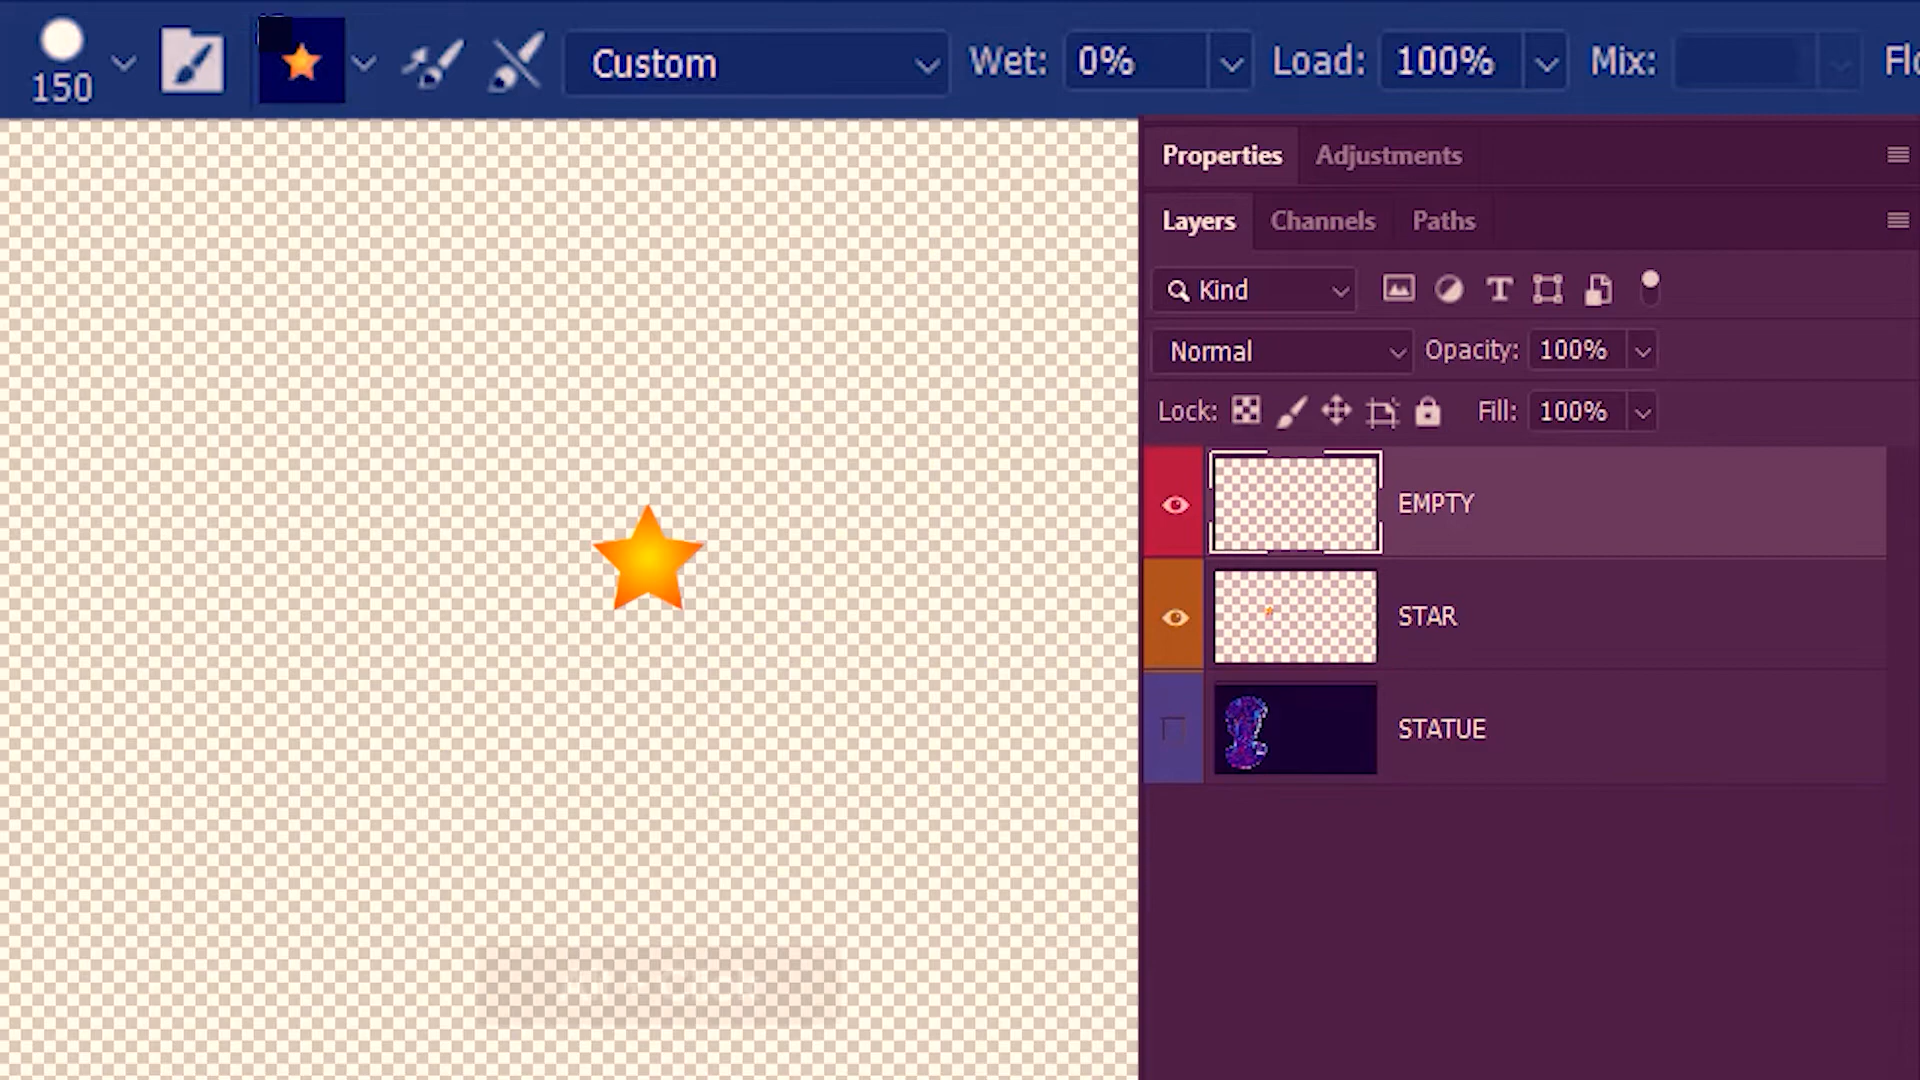 150
Custom
Wet: 0%
Load: 100%
Mix:
Properties
Adjustments
Layers
Channels
Paths
Kind
Normal
Opacity: 100%
Lock:
Fill: 100%
EMPTY
STAR
STATUE